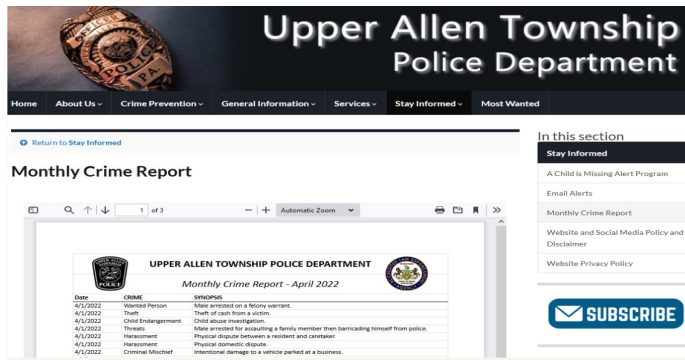 Upper Allen Township
Police Department
POLICE
PA
Home About Us Crime Prevention General Information Services Stay Informed Most Wanted
Return to Stay Informed
Monthly Crime Report
1 of 3
Automatic Zoom
UPPER ALLEN TOWNSHIP POLICE DEPARTMENT
Monthly Crime Report - April 2022
POLICE
Date CRIME SYNOPSIS
4/1/2022 Wanted Person Male arrested on a felony warrant.
4/1/2022 Theft Theft of cash from a victim.
4/1/2022 Child Endangerment Child abuse investigation.
4/1/2022 Threats Male arrested for assaulting a family member then barricading himself from police.
4/1/2022 Harassment Physical dispute between a resident and caretaker.
4/1/2022 Harassment Physical domestic dispute.
4/1/2022 Criminal Mischief Intentional damage to a vehicle parked at a business.
In this section
Stay Informed
A Child is Missing Alert Program
Email Alerts
Monthly Crime Report
Website and Social Media Policy and
Disclaimer
Website Privacy Policy
SUBSCRIBE